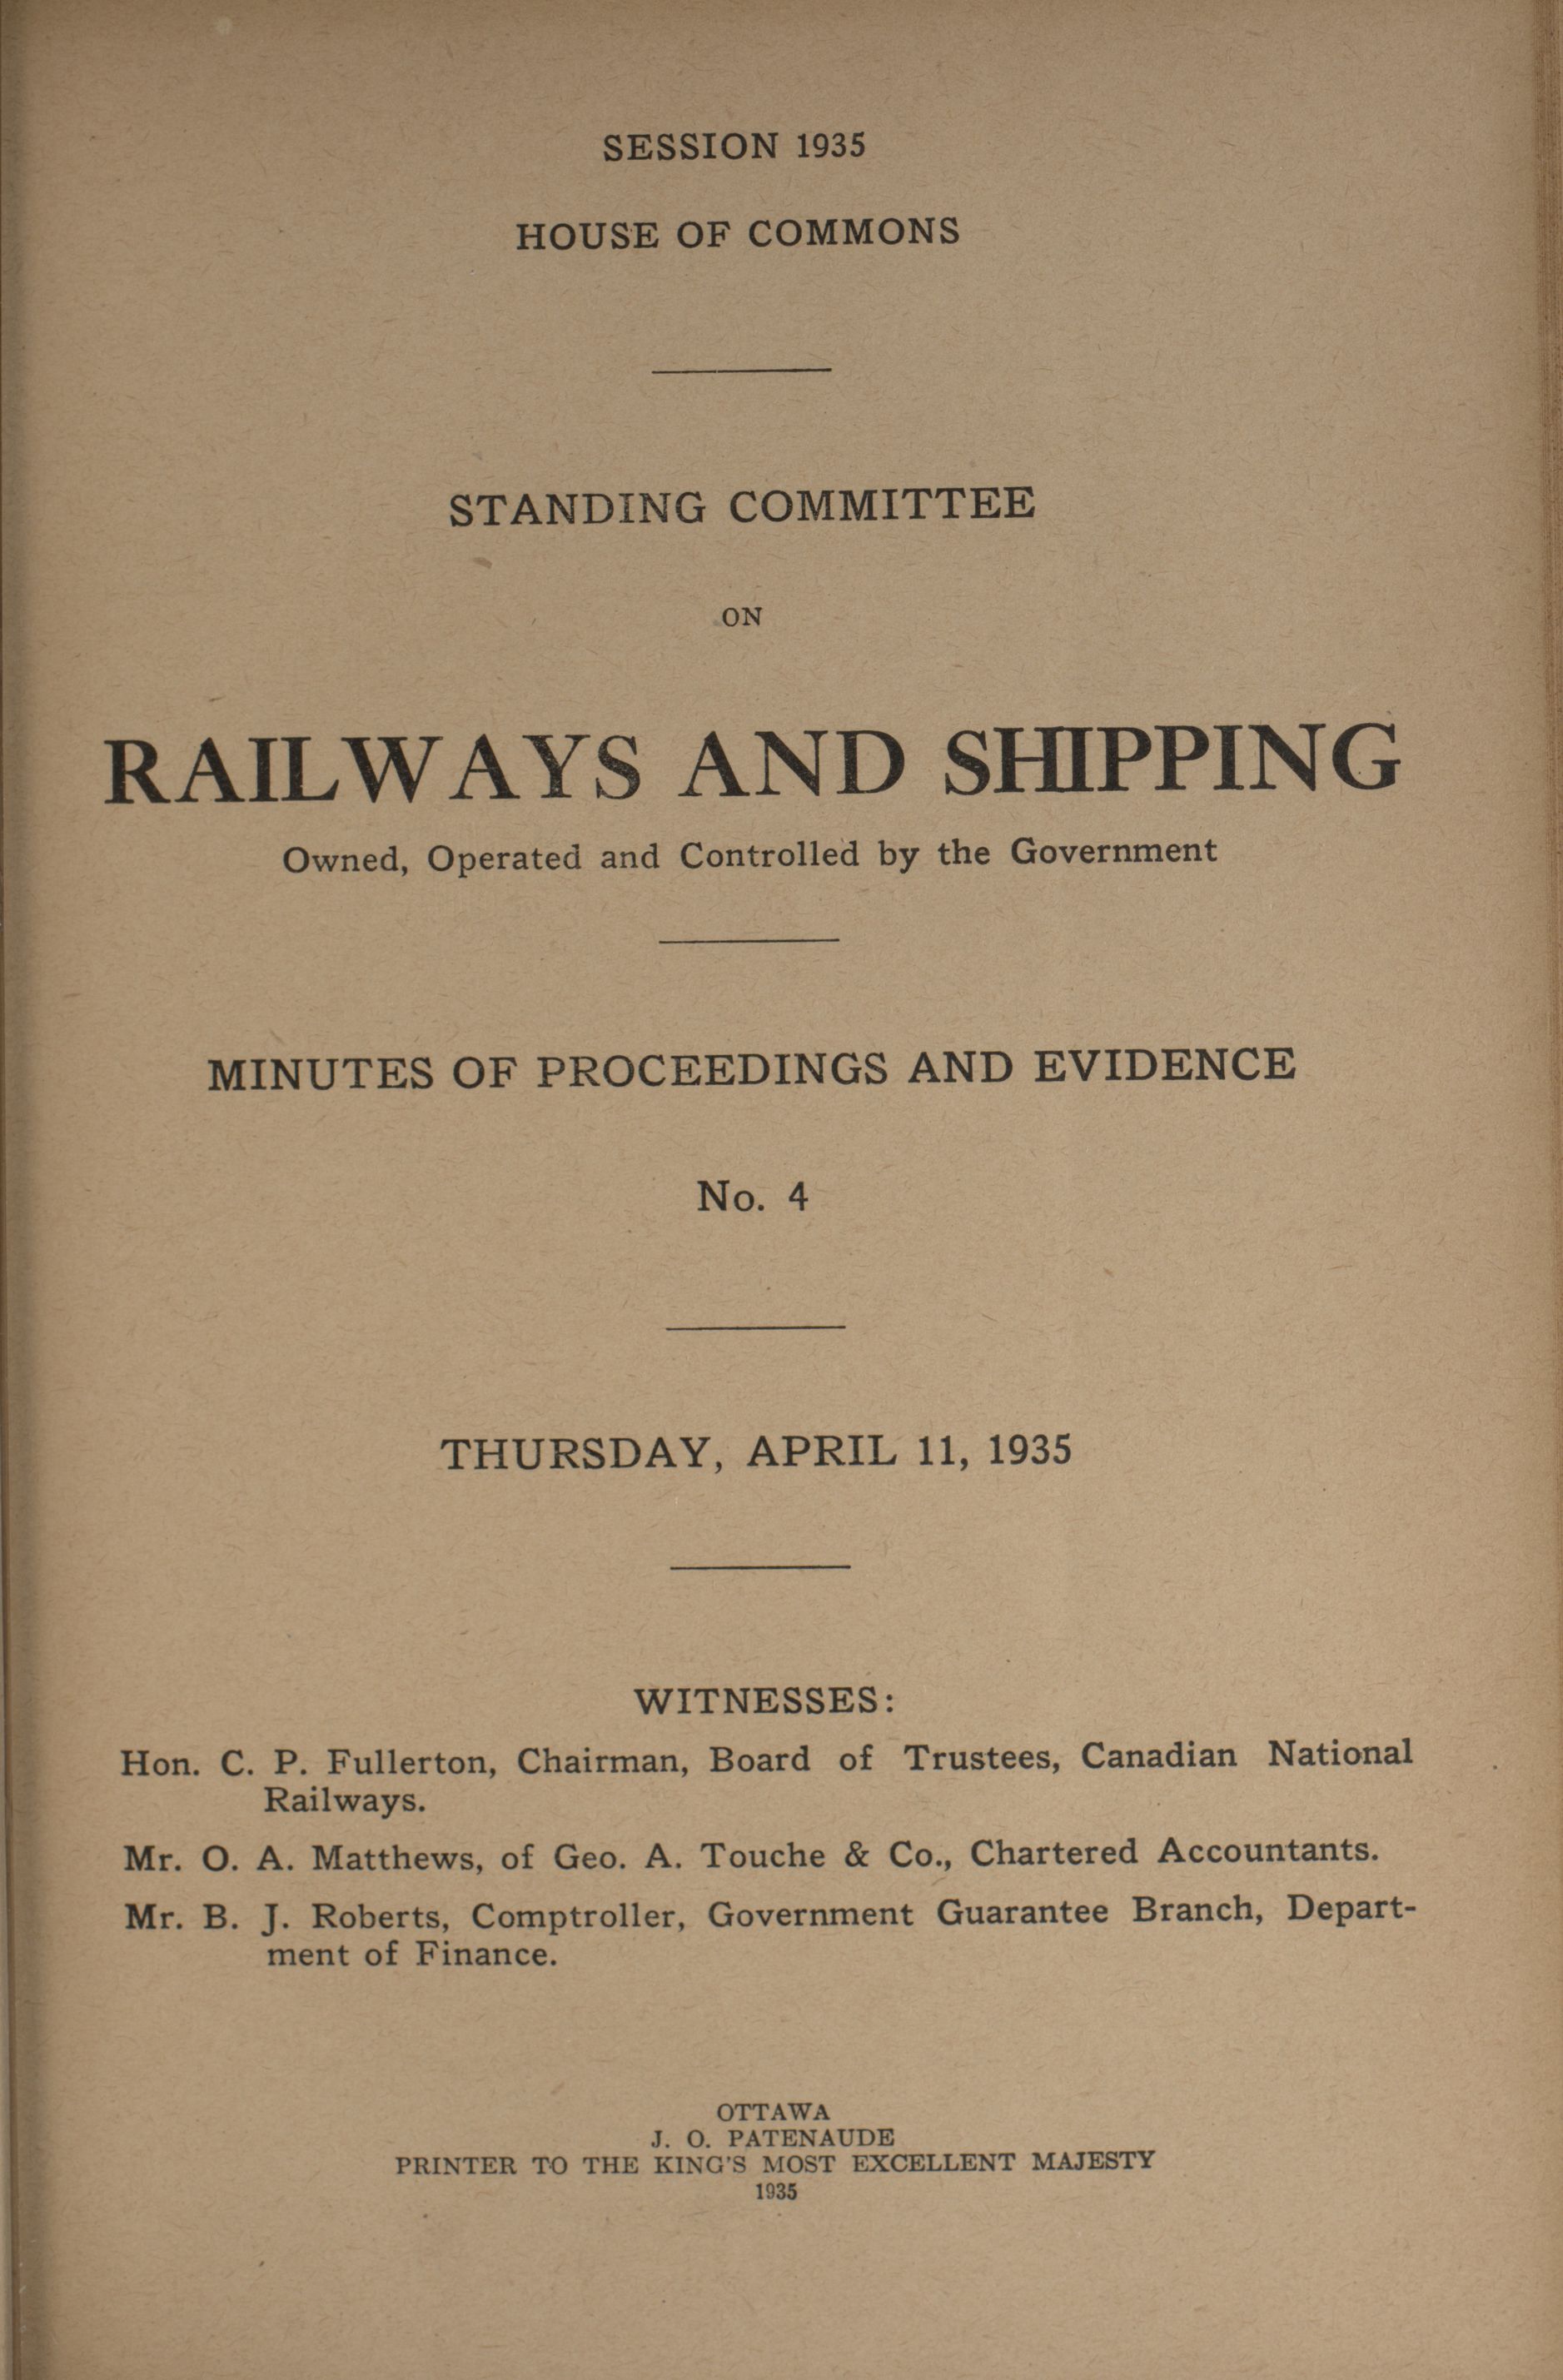 SESSION 1935
HOUSE OF COMMONS
STANDING COMMITTEE
ON
RAILWAYS AND SHIPPING
Owned, Operated and Controlled by the Government
MINUTES OF PROCEEDINGS AND EVIDENCE
No. 4
THURSDAY, APRIL 11, 1935
WITNESSES:
Hon. C. P. Fullerton, Chairman, Board of Trustees, Canadian National
Railways.
Mr. O. A. Matthews, of Geo. A. Touche & Co., Chartered Accountants.
Mr. B. J. Roberts, Comptroller, Government Guarantee Branch, Depart-
ment of Finance.
OTTAWA
J. O. PATENAUDE
PRINTER TO THE KING'S MOST EXCELLENT MAJESTY
1935